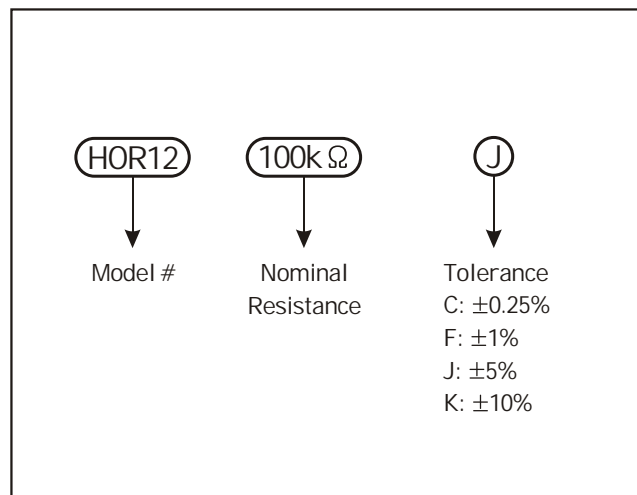 HOR12 100k Ω J
Model # Nominal Resistance Tolerance
C: ±0.25%
F: ±1%
J: ±5%
K: ±10%